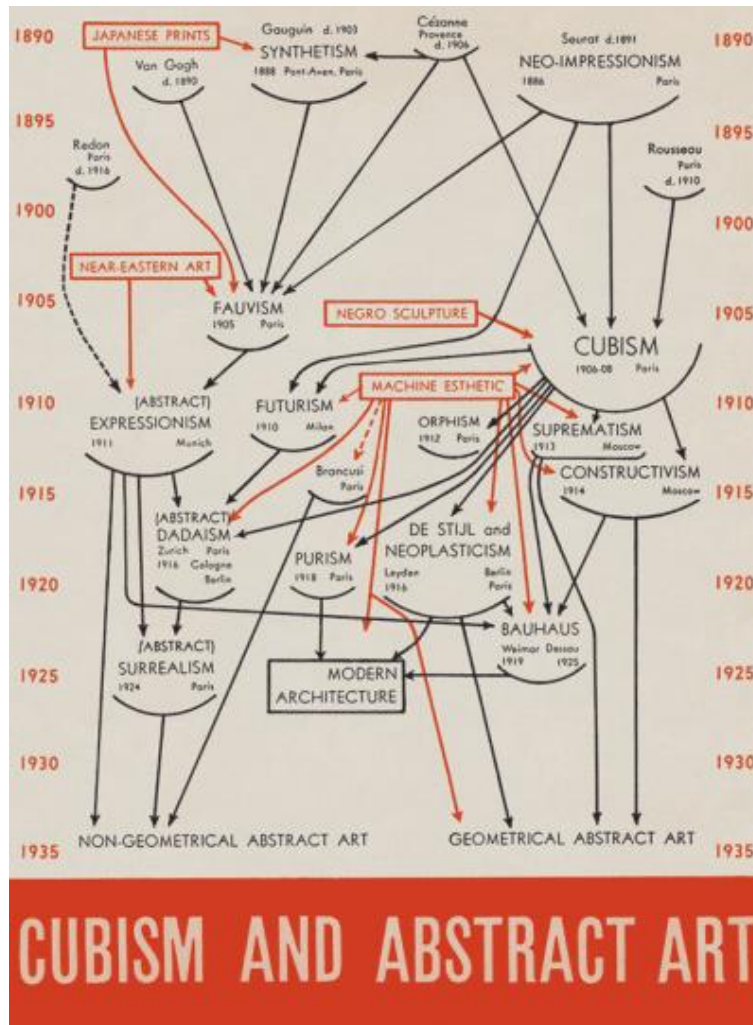 1890
JAPANESE PRINTS
Gauguin d. 1903
SYNTHETISM
1888 Pont-Aven, Paris
Cézanne
Provence
d. 1906
Seurat d.1891
NEO-IMPRESSIONISM
1886 Paris
1890
Van Gogh
d. 1890
1895
1895
Redon
Paris
d. 1916
Rousseau
Paris
d. 1910
1900
1900
NEAR-EASTERN ART
1905
FAUVISM
1905 Paris
NEGRO SCULPTURE
1905
CUBISM
1906-08 Paris
1910
(ABSTRACT)
EXPRESSIONISM
1911 Munich
FUTURISM
1910 Milan
MACHINE ESTHETIC
ORPHISM
1912 Paris
SUPREMATISM
1913 Moscow
1910
Brancusi
Paris
CONSTRUCTIVISM
1914 Moscow
1915
1915
(ABSTRACT)
DADAISM
Zurich Paris
1916 Cologne
Berlin
PURISM
1918 Paris
DE STIJL and
NEOPLASTICISM
Leyden Berlin
1916 Paris
1920
1920
BAUHAUS
Weimar Dessau
1919 1925
(ABSTRACT)
SURREALISM
1924 Paris
MODERN
ARCHITECTURE
1925
1925
1930
1930
NON-GEOMETRICAL ABSTRACT ART
GEOMETRICAL ABSTRACT ART
1935
1935
CUBISM AND ABSTRACT ART